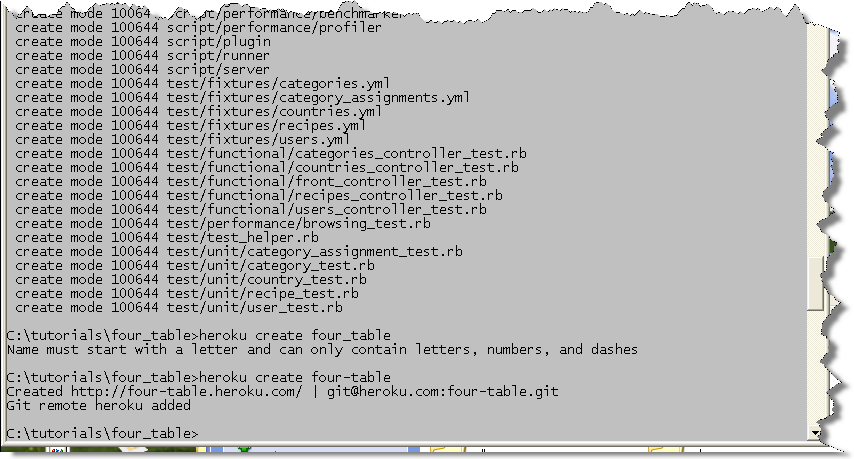 create mode 100644 script/performance/benchmarker
create mode 100644 script/performance/profiler
create mode 100644 script/plugin
create mode 100644 script/runner
create mode 100644 script/server
create mode 100644 test/fixtures/categories.yml
create mode 100644 test/fixtures/category_assignments.yml
create mode 100644 test/fixtures/countries.yml
create mode 100644 test/fixtures/recipes.yml
create mode 100644 test/fixtures/users.yml
create mode 100644 test/functional/categories_controller_test.rb
create mode 100644 test/functional/countries_controller_test.rb
create mode 100644 test/functional/front_controller_test.rb
create mode 100644 test/functional/recipes_controller_test.rb
create mode 100644 test/functional/users_controller_test.rb
create mode 100644 test/performance/browsing_test.rb
create mode 100644 test/test_helper.rb
create mode 100644 test/unit/category_assignment_test.rb
create mode 100644 test/unit/category_test.rb
create mode 100644 test/unit/country_test.rb
create mode 100644 test/unit/recipe_test.rb
create mode 100644 test/unit/user_test.rb
C:\tutorials\four_table>heroku create four_table
Name must start with a letter and can only contain letters, numbers, and dashes
C:\tutorials\four_table>heroku create four-table
Created http://four-table.heroku.com/ | git@heroku.com:four-table.git
Git remote heroku added
C:\tutorials\four_table>